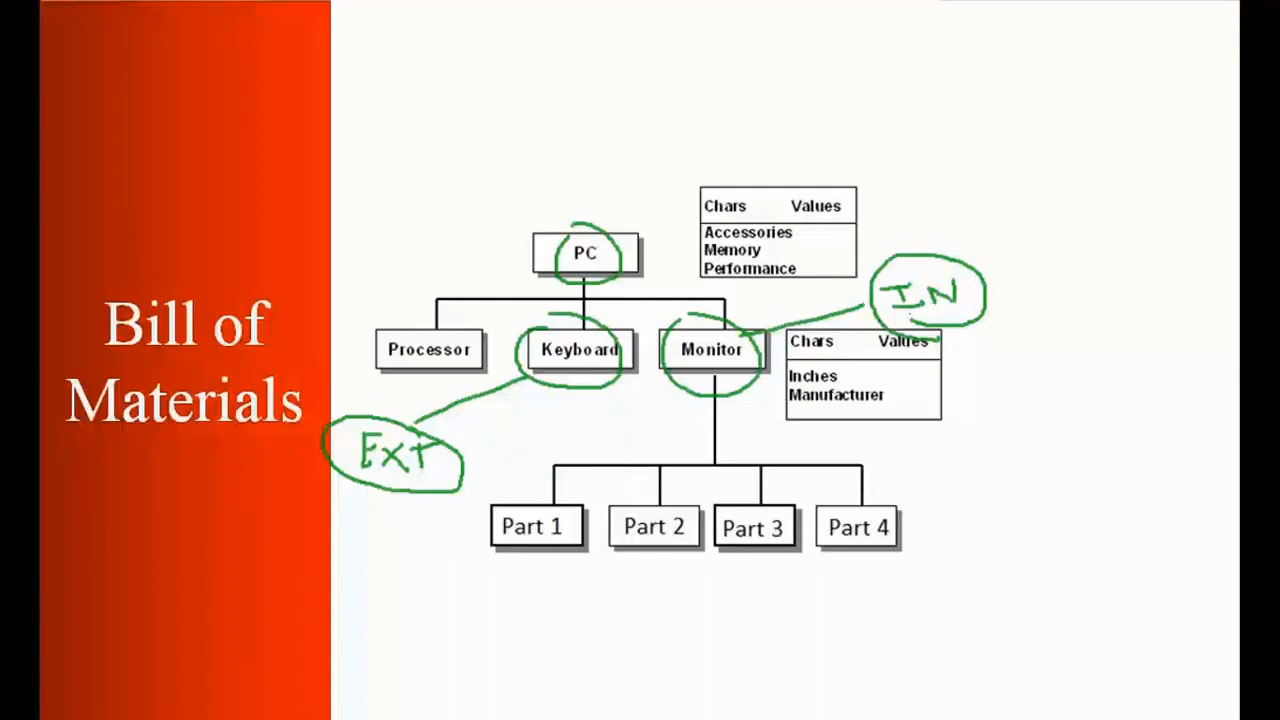 Bill of
Materials
Chars Values
Accessories
Memory
Performance
PC
IN
Processor
Keyboard
Monitor
Chars Values
Inches
Manufacturer
EXT
Part 1
Part 2
Part 3
Part 4